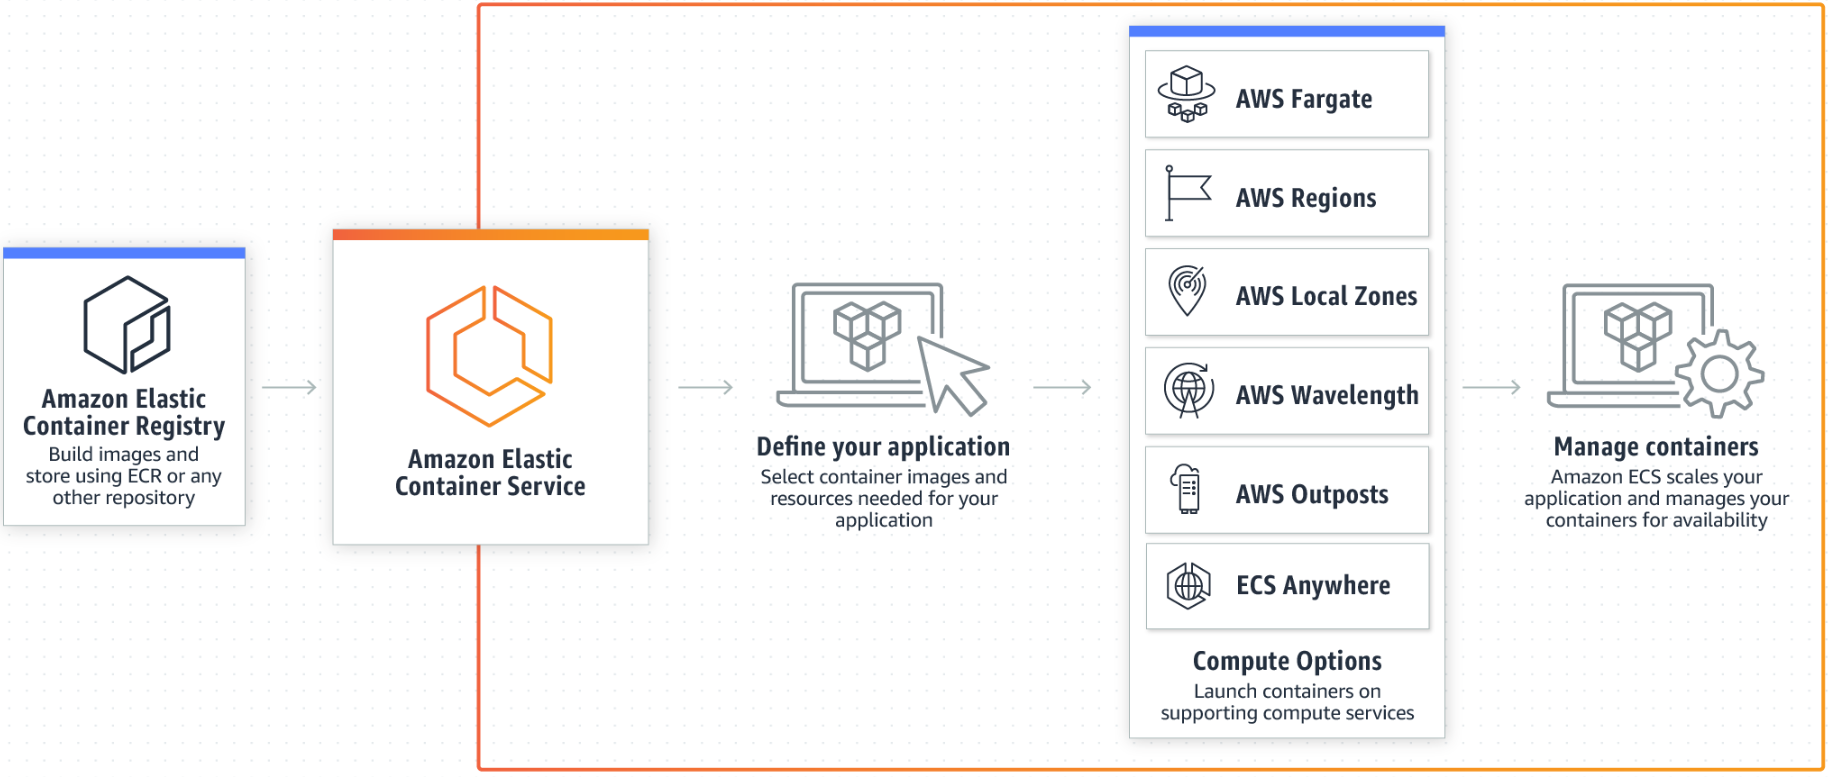 Amazon Elastic
Container Registry
Build images and
store using ECR or any
other repository
Amazon Elastic
Container Service
Define your application
Select container images and
resources needed for your
application
AWS Fargate
AWS Regions
AWS Local Zones
AWS Wavelength
AWS Outposts
ECS Anywhere
Compute Options
Launch containers on
supporting compute services
Manage containers
Amazon ECS scales your
application and manages your
containers for availability